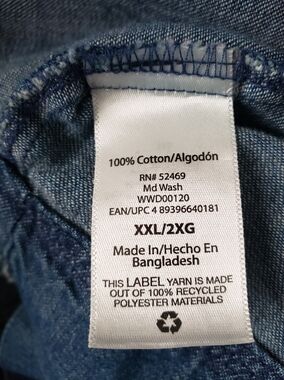 100% Cotton/Algodón
RN# 52469
Md Wash
WWD00120
EAN/UPC 4 89396640181
XXL/2XG
Made In/Hecho En
Bangladesh
THIS LABEL YARN IS MADE
OUT OF 100% RECYCLED
POLYESTER MATERIALS